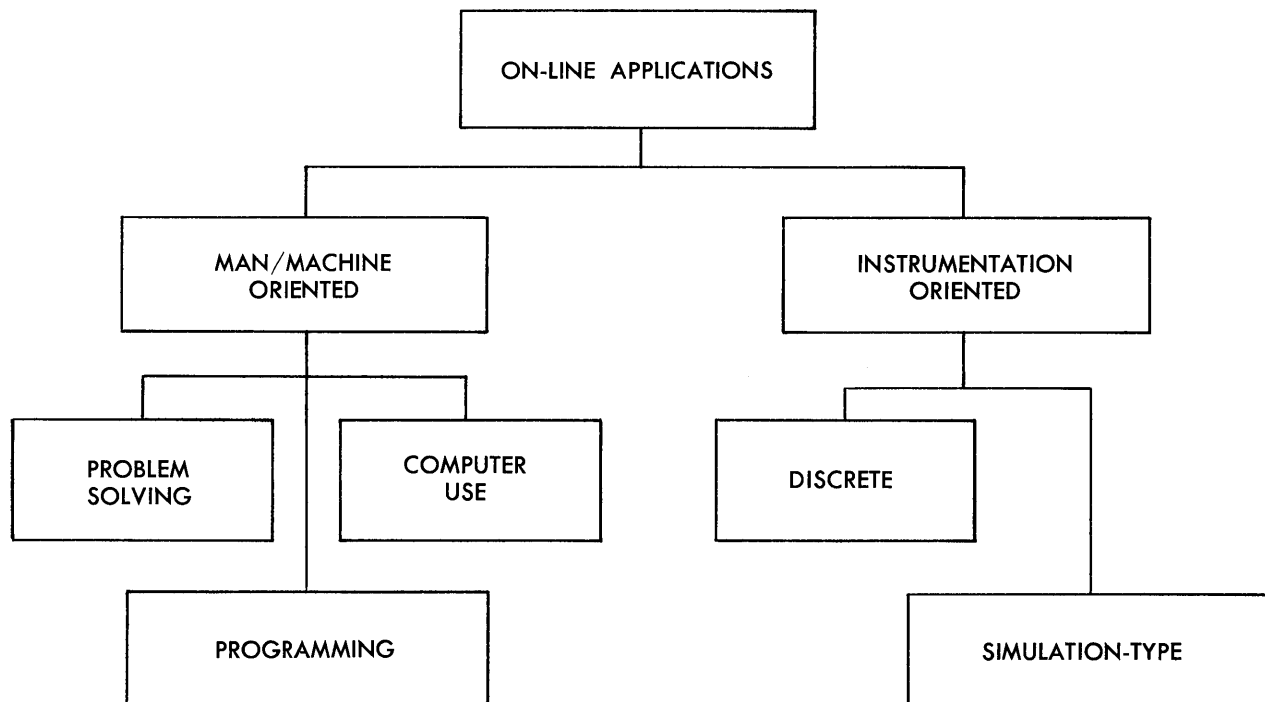 ON-LINE APPLICATIONS
MAN/MACHINE
ORIENTED
INSTRUMENTATION
ORIENTED
PROBLEM
SOLVING
COMPUTER
USE
DISCRETE
PROGRAMMING
SIMULATION-TYPE